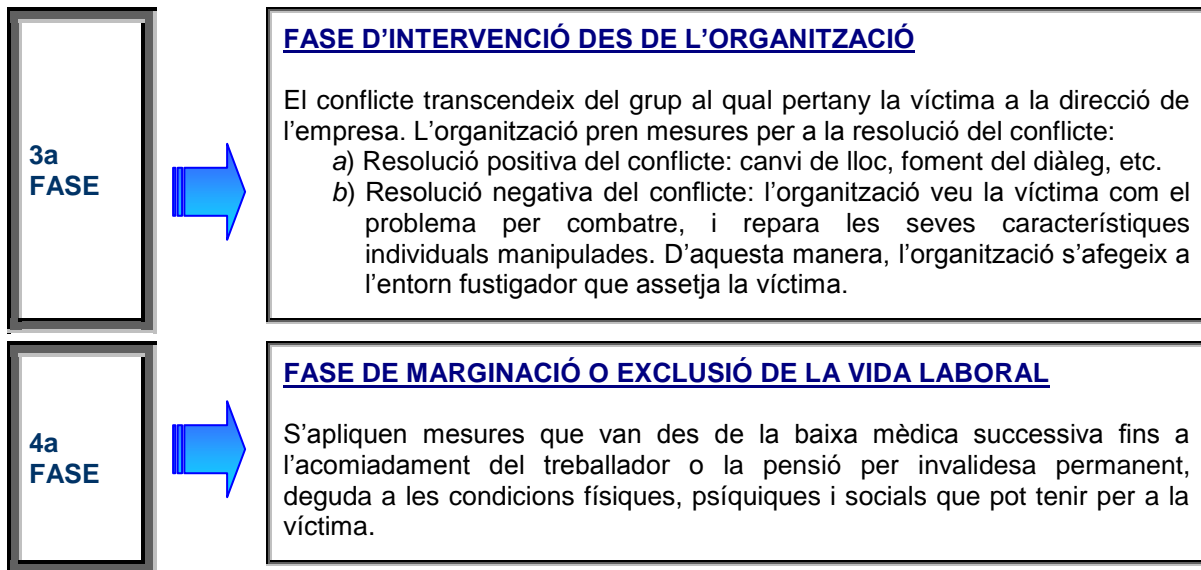 3a
FASE
FASE D’INTERVENCIÓ DES DE L’ORGANITZACIÓ
El conflicte transcendeix del grup al qual pertany la víctima a la direcció de
l’empresa. L’organització pren mesures per a la resolució del conflicte:
a) Resolució positiva del conflicte: canvi de lloc, foment del diàleg, etc.
b) Resolució negativa del conflicte: l’organització veu la víctima com el
problema per combatre, i repara les seves característiques
individuals manipulades. D’aquesta manera, l’organització s’afegeix a
l’entorn fustigador que assetja la víctima.
4a
FASE
FASE DE MARGINACIÓ O EXCLUSIÓ DE LA VIDA LABORAL
S’apliquen mesures que van des de la baixa mèdica successiva fins a
l’acomiadament del treballador o la pensió per invalidesa permanent,
deguda a les condicions físiques, psíquiques i socials que pot tenir per a la
víctima.